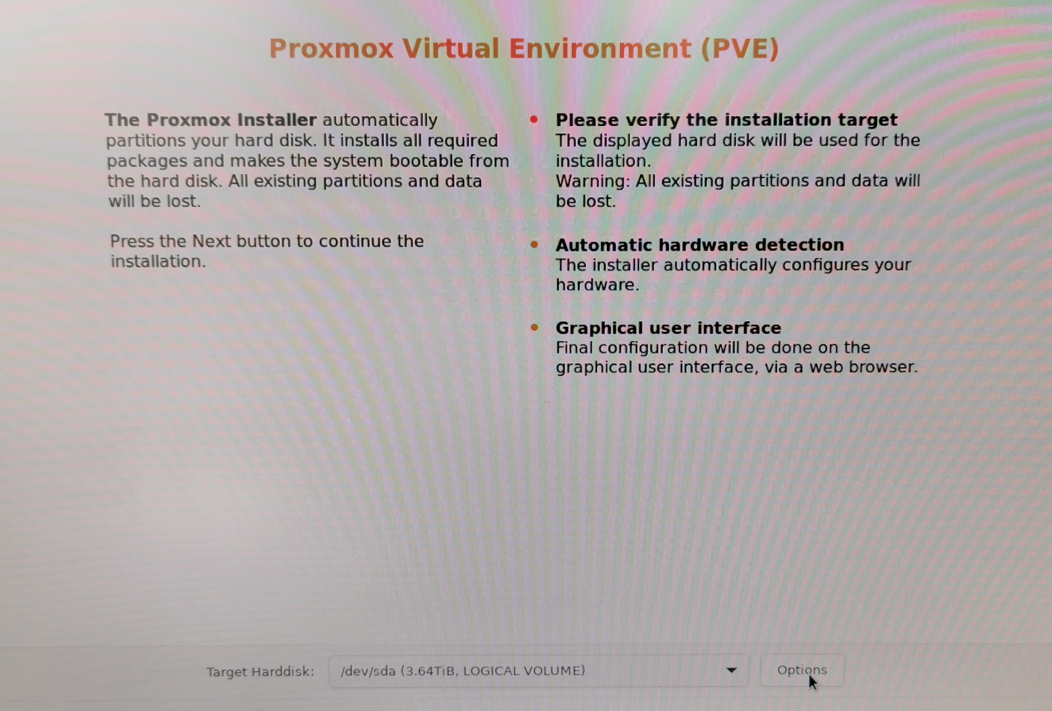 Proxmox Virtual Environment (PVE)
The Proxmox Installer automatically
partitions your hard disk. It installs all required
packages and makes the system bootable from
the hard disk. All existing partitions and data
will be lost.
Press the Next button to continue the
installation.
Please verify the installation target
The displayed hard disk will be used for the
installation.
Warning: All existing partitions and data will
be lost.
Automatic hardware detection
The installer automatically configures your
hardware.
Graphical user interface
Final configuration will be done on the
graphical user interface, via a web browser.
Target Harddisk: /dev/sda (3.64TiB, LOGICAL VOLUME) Options